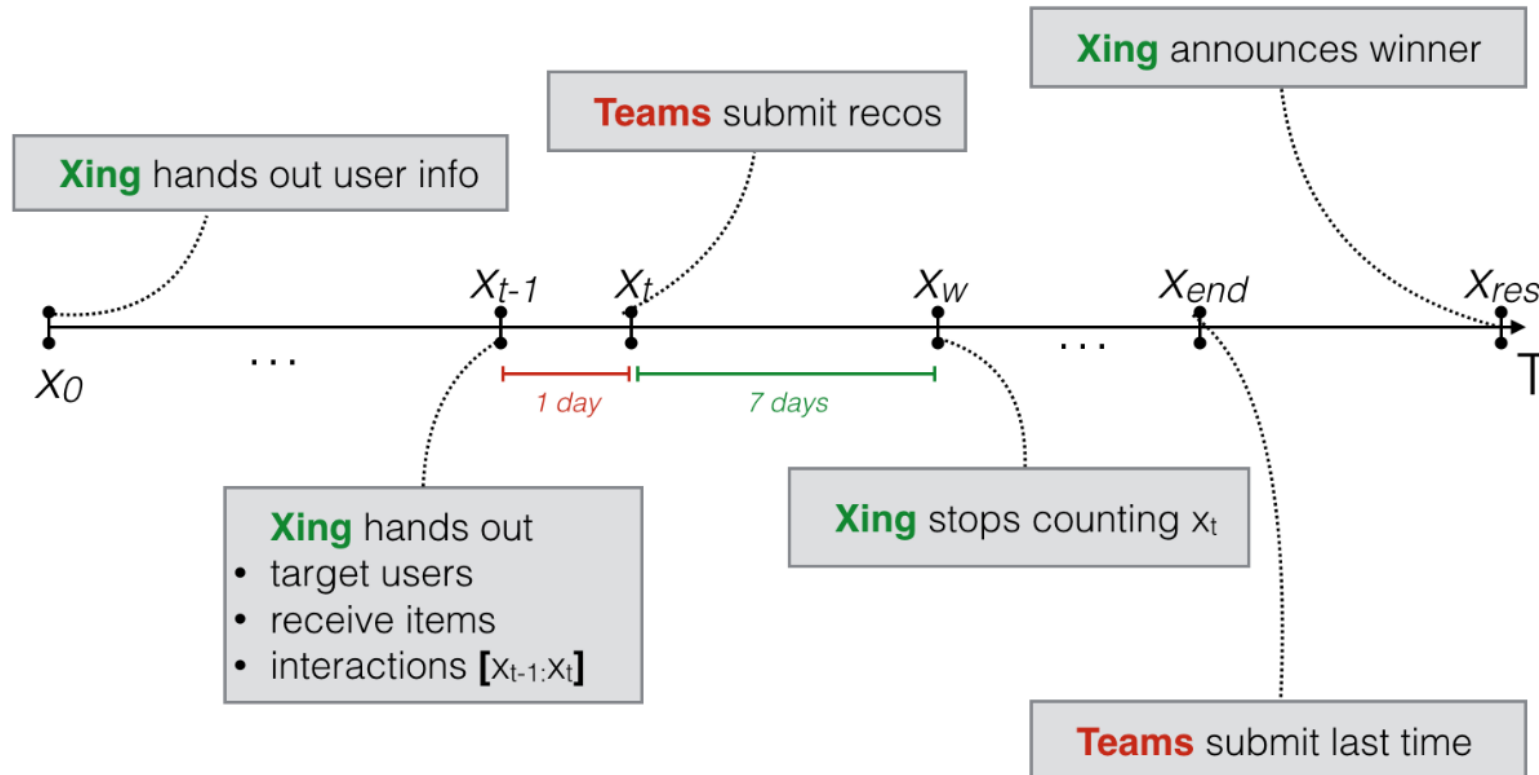 Xing announces winner
Teams submit recos
Xing hands out user info
X0
Xt-1
Xt
Xw
Xend
Xres
T
...
...
1 day
7 days
Xing hands out
• target users
• receive items
• interactions [xt-1:xt]
Xing stops counting xt
Teams submit last time